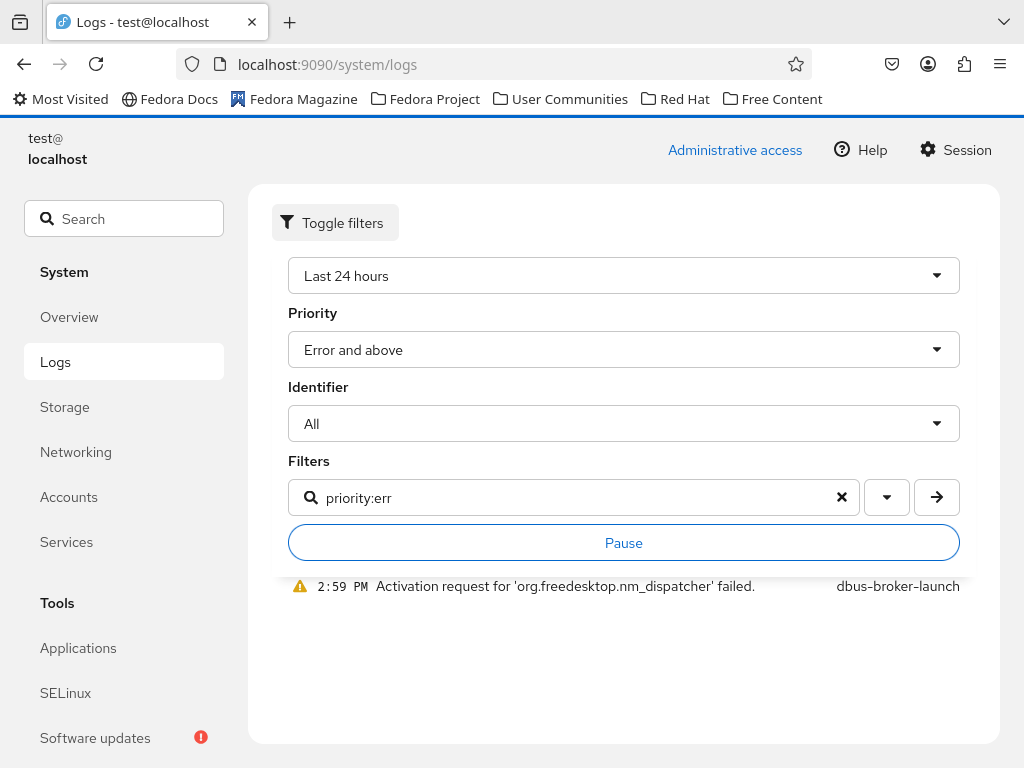 Logs - test@localhost
localhost:9090/system/logs
Most Visited Fedora Docs FM Fedora Magazine Fedora Project User Communities Red Hat Free Content
test@
localhost
Administrative access Help Session
Search
System
Overview
Logs
Storage
Networking
Accounts
Services
Tools
Applications
SELinux
Software updates
Toggle filters
Last 24 hours
Priority
Error and above
Identifier
All
Filters
priority:err
Pause
2:59 PM Activation request for 'org.freedesktop.nm_dispatcher' failed. dbus-broker-launch